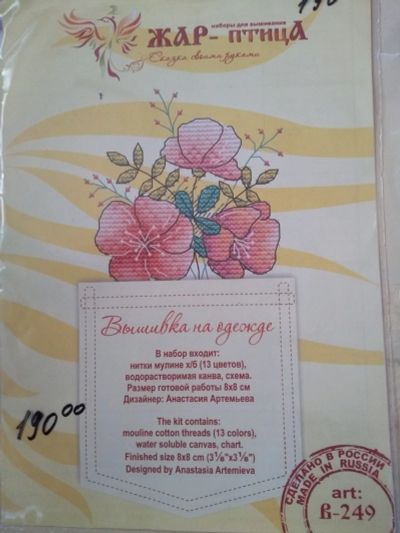 190
наборы для вышивания
ЖАР-ПТИЦА
Сказка своими руками
Вышивка на одежде
В набор входит:
нитки мулине х/б (13 цветов),
водорастворимая канва, схема.
Размер готовой работы 8х8 см
Дизайнер: Анастасия Артемьева
The kit contains:
mouline cotton threads (13 colors),
water soluble canvas, chart.
Finished size 8x8 cm (3⅛"x3⅛")
Designed by Anastasia Artemieva
190⁰⁰
СДЕЛАНО В РОССИИ
MADE IN RUSSIA
art:
В-249